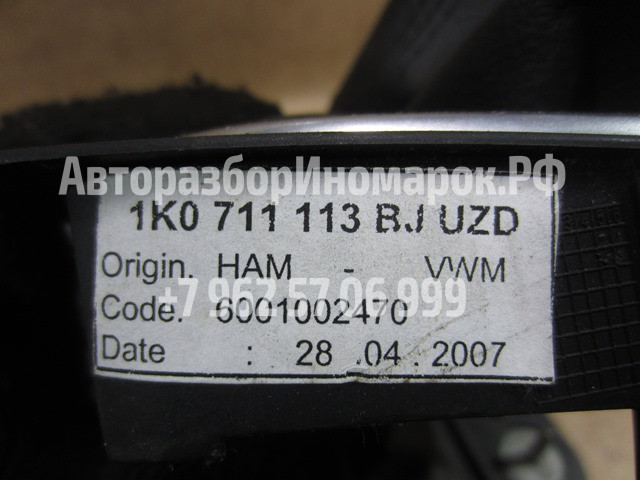 АвторазборИномарок.РФ
1K0 711 113 BJ UZD
Origin. HAM - VWM
+7 967 57 06 999
Code. 6001002470
Date : 28 .04 . 2007